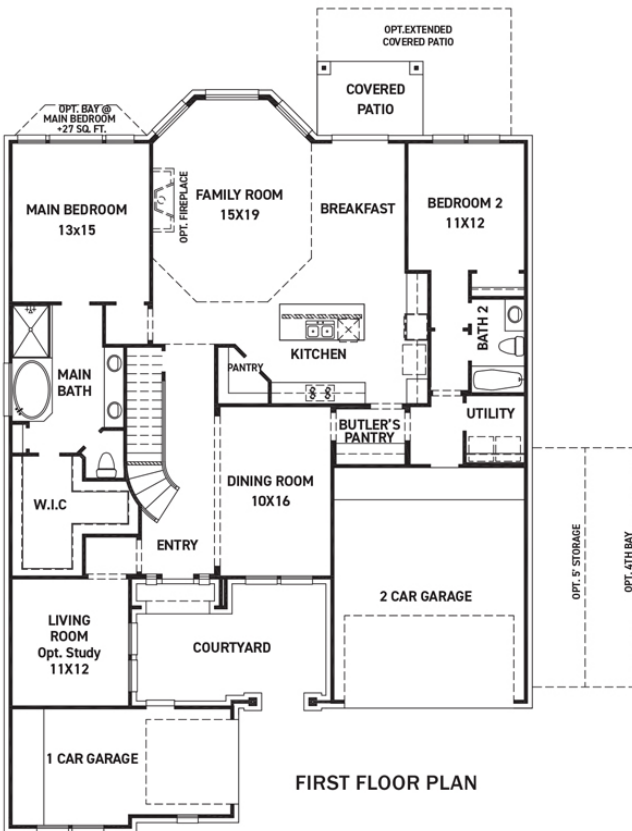 OPT.EXTENDED
COVERED PATIO
COVERED
PATIO
OPT. BAY @
MAIN BEDROOM
+27 SQ. FT.
MAIN BEDROOM
13x15
OPT. FIREPLACE
FAMILY ROOM
15X19
BREAKFAST
BEDROOM 2
11X12
KITCHEN
PANTRY
BATH 2
MAIN
BATH
BUTLER'S
PANTRY
UTILITY
W.I.C
DINING ROOM
10X16
ENTRY
2 CAR GARAGE
OPT. 5' STORAGE
OPT. 4TH BAY
LIVING
ROOM
Opt. Study
11X12
COURTYARD
1 CAR GARAGE
FIRST FLOOR PLAN